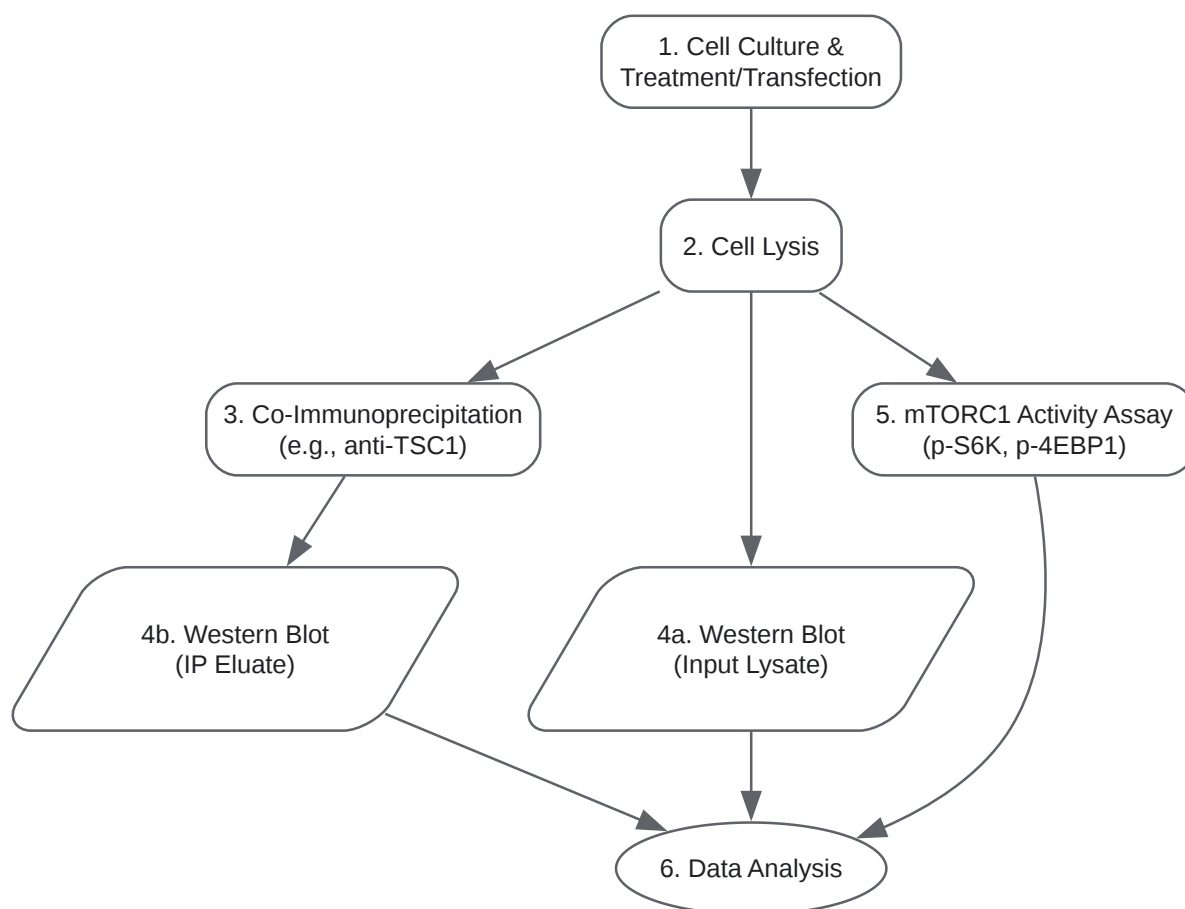 1. Cell Culture &
Treatment/Transfection
2. Cell Lysis
3. Co-Immunoprecipitation
(e.g., anti-TSC1)
5. mTORC1 Activity Assay
(p-S6K, p-4EBP1)
4b. Western Blot
(IP Eluate)
4a. Western Blot
(Input Lysate)
6. Data Analysis